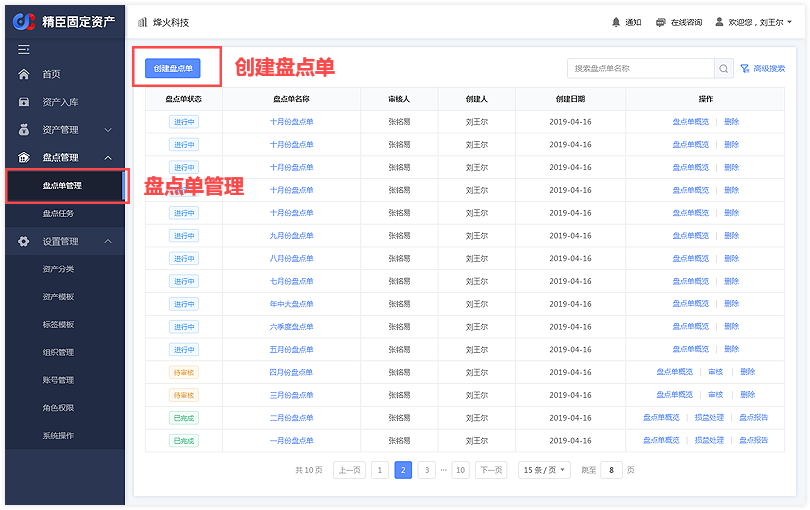 精臣固定资产
烽火科技
通知
在线咨询
欢迎您，刘王尔
首页
资产入库
资产管理
盘点管理
盘点单管理
盘点任务
设置管理
资产分类
资产模板
标签模板
组织管理
账号管理
角色权限
系统操作
创建盘点单
创建盘点单
搜索盘点单名称
高级搜索
盘点单管理
盘点单状态 盘点单名称 审核人 创建人 创建日期 操作
进行中 十月份盘点单 张铭易 刘王尔 2019-04-16 盘点单概览 删除
进行中 十月份盘点单 张铭易 刘王尔 2019-04-16 盘点单概览 删除
进行中 十月份盘点单 张铭易 刘王尔 2019-04-16 盘点单概览 删除
十月份盘点单 张铭易 刘王尔 2019-04-16 盘点单概览 删除
进行中 十月份盘点单 张铭易 刘王尔 2019-04-16 盘点单概览 删除
进行中 九月份盘点单 张铭易 刘王尔 2019-04-16 盘点单概览 删除
进行中 八月份盘点单 张铭易 刘王尔 2019-04-16 盘点单概览 删除
进行中 七月份盘点单 张铭易 刘王尔 2019-04-16 盘点单概览 删除
进行中 年中大盘点单 张铭易 刘王尔 2019-04-16 盘点单概览 删除
进行中 六季度盘点单 张铭易 刘王尔 2019-04-16 盘点单概览 删除
进行中 五月份盘点单 张铭易 刘王尔 2019-04-16 盘点单概览 删除
待审核 四月份盘点单 张铭易 刘王尔 2019-04-16 盘点单概览 审核 删除
待审核 三月份盘点单 张铭易 刘王尔 2019-04-16 盘点单概览 审核 删除
已完成 二月份盘点单 张铭易 刘王尔 2019-04-16 盘点单概览 损益处理 盘点报告
已完成 一月份盘点单 张铭易 刘王尔 2019-04-16 盘点单概览 损益处理 盘点报告
共 10 页 上一页 1 2 3 ··· 10 下一页 15 条 / 页 跳至 8 页